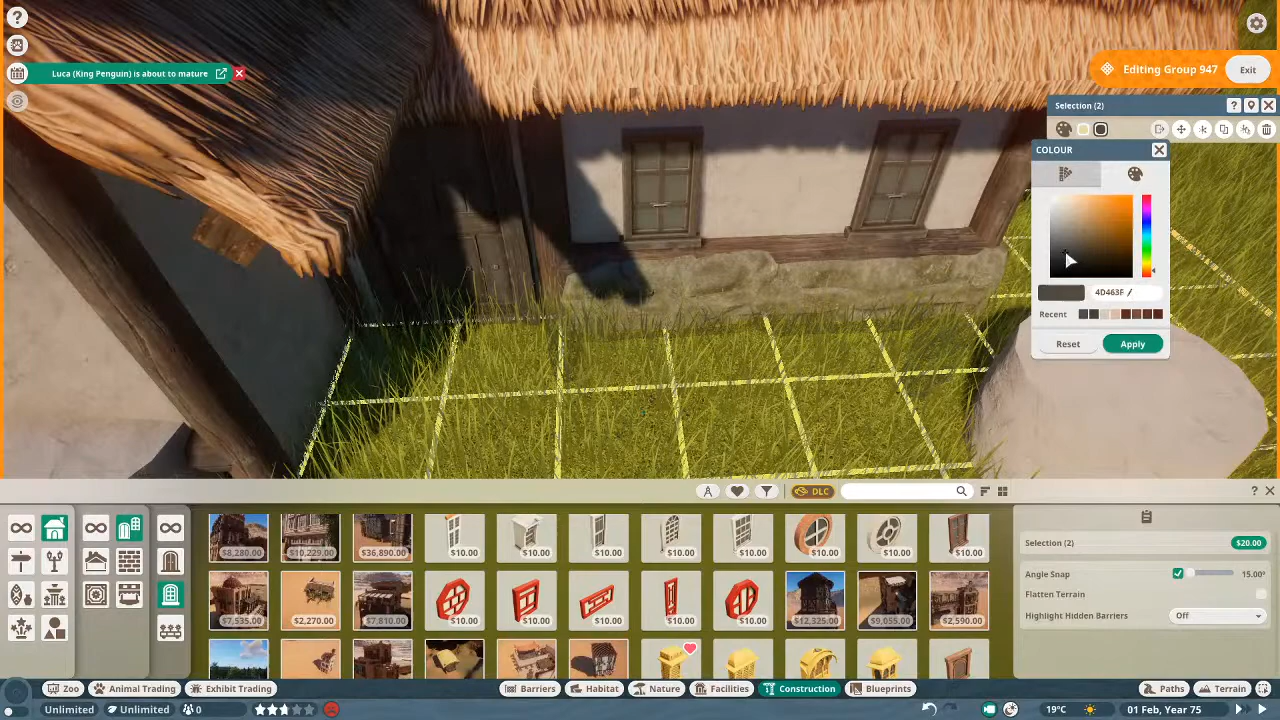 ?
Editing Group 947
Exit
Luca (King Penguin) is about to mature
Selection (2)
?
COLOUR
4D463F
Recent
Reset
Apply
DLC
?
$8,280.00
$10,229.00
$36,890.00
$10.00
$10.00
$10.00
$10.00
$10.00
$10.00
$10.00
$10.00
Selection (2)
$20.00
Angle Snap
15.00°
Flatten Terrain
Highlight Hidden Barriers
Off
$7,535.00
$2,270.00
$7,810.00
$10.00
$10.00
$10.00
$10.00
$10.00
$12,325.00
$9,055.00
$2,590.00
Zoo
Animal Trading
Exhibit Trading
Barriers
Habitat
Nature
Facilities
Construction
Blueprints
Paths
Terrain
Unlimited
Unlimited
0
19°C
01 Feb, Year 75